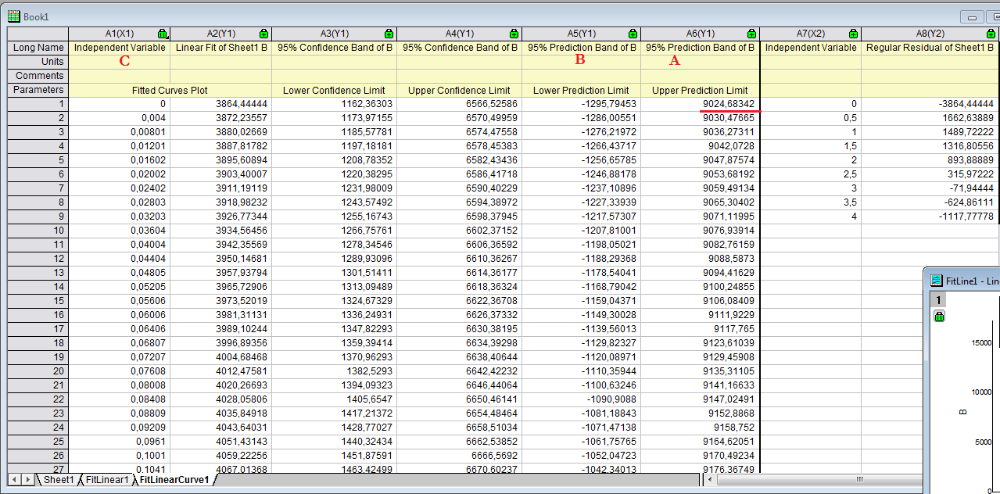 Book1
A1(X1) A2(Y1) A3(Y1) A4(Y1) A5(Y1) A6(Y1) A7(X2) A8(Y2)
Long Name Independent Variable Linear Fit of Sheet1 B 95% Confidence Band of B 95% Confidence Band of B 95% Prediction Band of B 95% Prediction Band of B Independent Variable Regular Residual of Sheet1 B
Units C B A
Comments
Parameters Fitted Curves Plot Lower Confidence Limit Upper Confidence Limit Lower Prediction Limit Upper Prediction Limit
1 0 3864,44444 1162,36303 6566,52586 -1295,79453 9024,68342 0 -3864,44444
2 0,004 3872,23557 1173,97155 6570,49959 -1286,00551 9030,47665 0,5 1662,63889
3 0,00801 3880,02669 1185,57781 6574,47558 -1276,21972 9036,27311 1 1489,72222
4 0,01201 3887,81782 1197,18181 6578,45383 -1266,43717 9042,0728 1,5 1316,80556
5 0,01602 3895,60894 1208,78352 6582,43436 -1256,65785 9047,87574 2 893,88889
6 0,02002 3903,40007 1220,38295 6586,41718 -1246,88178 9053,68192 2,5 315,97222
7 0,02402 3911,19119 1231,98009 6590,40229 -1237,10896 9059,49134 3 -71,94444
8 0,02803 3918,98232 1243,57492 6594,38972 -1227,33939 9065,30402 3,5 -624,86111
9 0,03203 3926,77344 1255,16743 6598,37945 -1217,57307 9071,11995 4 -1117,77778
10 0,03604 3934,56456 1266,75761 6602,37152 -1207,81001 9076,93914
11 0,04004 3942,35569 1278,34546 6606,36592 -1198,05021 9082,76159
12 0,04404 3950,14681 1289,93096 6610,36267 -1188,29368 9088,5873
13 0,04805 3957,93794 1301,51411 6614,36177 -1178,54041 9094,41629
14 0,05205 3965,72906 1313,09489 6618,36324 -1168,79042 9100,24855
15 0,05606 3973,52019 1324,67329 6622,36708 -1159,04371 9106,08409
16 0,06006 3981,31131 1336,24931 6626,37332 -1149,30028 9111,9229
17 0,06406 3989,10244 1347,82293 6630,38195 -1139,56013 9117,765
18 0,06807 3996,89356 1359,39414 6634,39298 -1129,82327 9123,61039
19 0,07207 4004,68468 1370,96293 6638,40644 -1120,08971 9129,45908
20 0,07608 4012,47581 1382,5293 6642,42232 -1110,35944 9135,31105
21 0,08008 4020,26693 1394,09323 6646,44064 -1100,63246 9141,16633
22 0,08408 4028,05806 1405,6547 6650,46141 -1090,9088 9147,02491
23 0,08809 4035,84918 1417,21372 6654,48464 -1081,18843 9152,8868
24 0,09209 4043,64031 1428,77027 6658,51034 -1071,47138 9158,752
25 0,0961 4051,43143 1440,32434 6662,53852 -1061,75765 9164,62051
26 0,1001 4059,22256 1451,87591 6666,5692 -1052,04723 9170,49234
27 0,1041 4067,01368 1463,42499 6670,60237 -1042,34013 9176,36749
Sheet1 FitLinear1 FitLinearCurve1
FitLine1 - Lin
1
15000
10000
B
5000
0